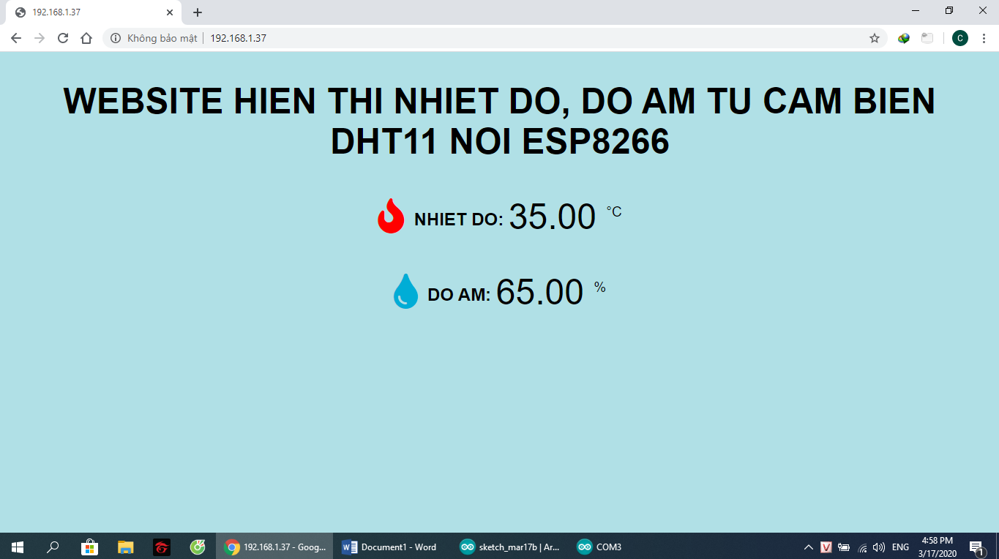 192.168.1.37
Không bảo mật 192.168.1.37
C
WEBSITE HIEN THI NHIET DO, DO AM TU CAM BIEN
DHT11 NOI ESP8266
NHIET DO: 35.00 °C
DO AM: 65.00 %
192.168.1.37 - Goog... Document1 - Word sketch_mar17b | Ar... COM3 V ENG 4:58 PM
3/17/2020 1